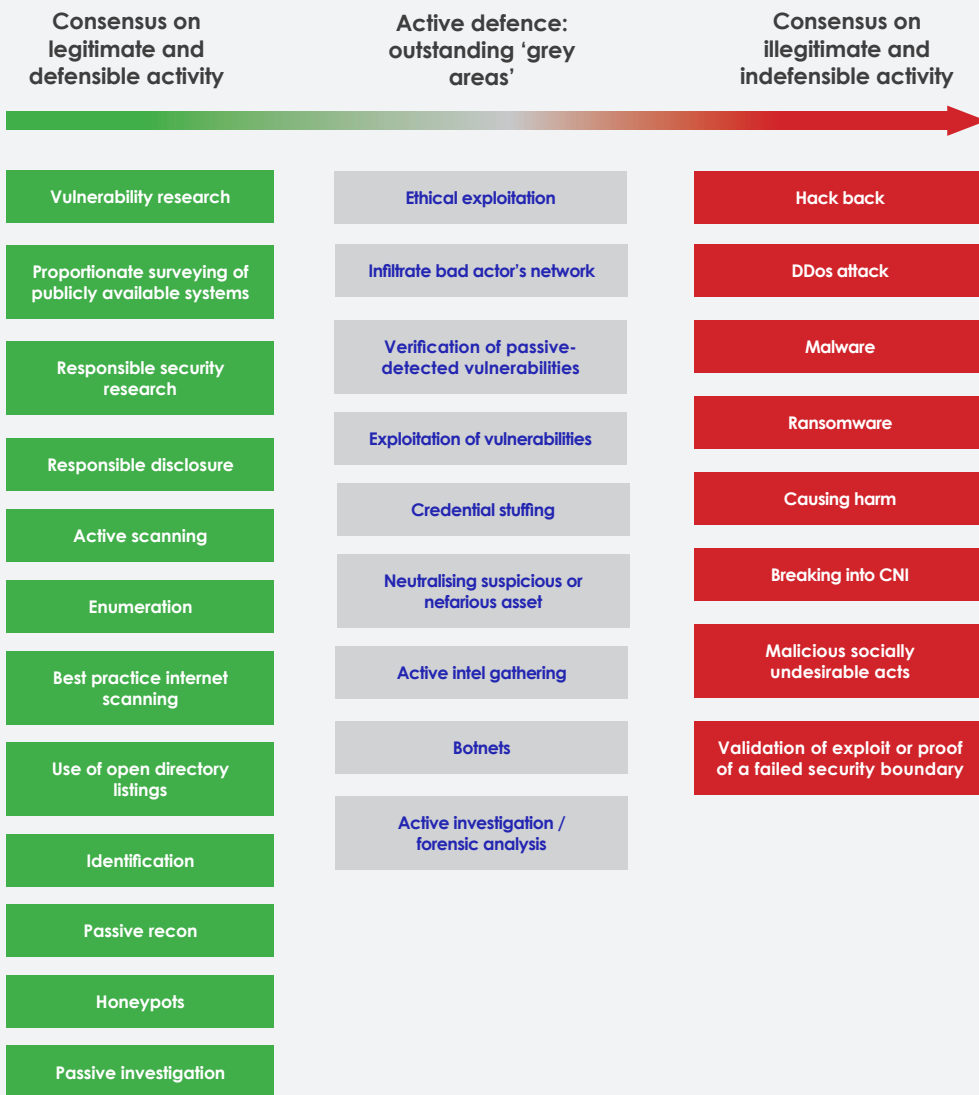 Consensus on
legitimate and
defensible activity
Active defence:
outstanding ‘grey
areas’
Consensus on
illegitimate and
indefensible activity
Vulnerability research
Proportionate surveying of
publicly available systems
Responsible security
research
Responsible disclosure
Active scanning
Enumeration
Best practice internet
scanning
Use of open directory
listings
Identification
Passive recon
Honeypots
Passive investigation
Ethical exploitation
Infiltrate bad actor’s network
Verification of passive-
detected vulnerabilities
Exploitation of vulnerabilities
Credential stuffing
Neutralising suspicious or
nefarious asset
Active intel gathering
Botnets
Active investigation /
forensic analysis
Hack back
DDos attack
Malware
Ransomware
Causing harm
Breaking into CNI
Malicious socially
undesirable acts
Validation of exploit or proof
of a failed security boundary